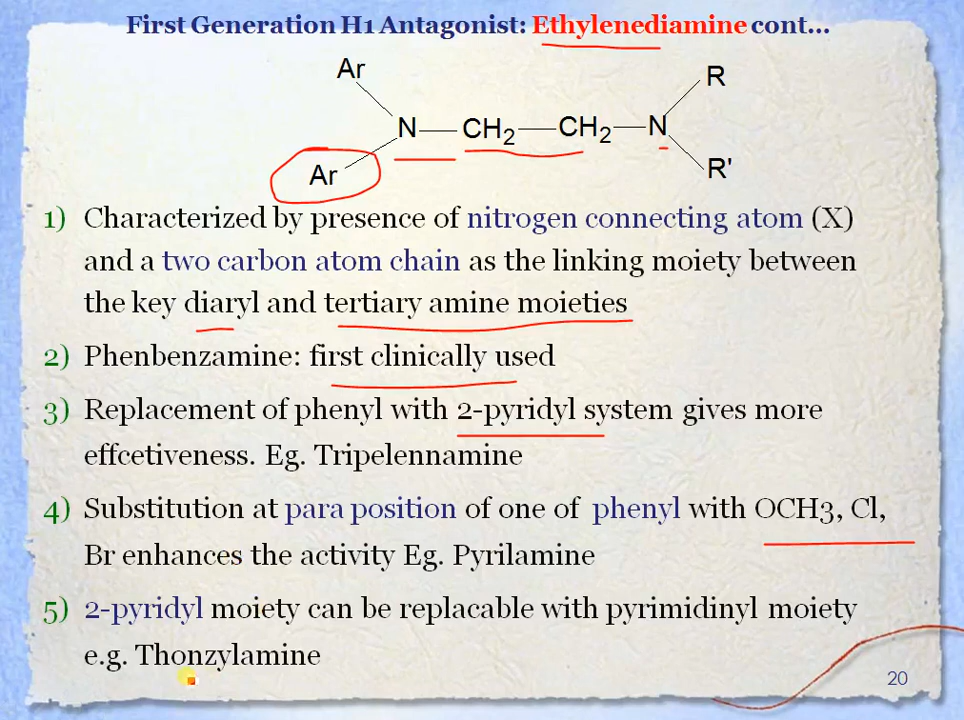 First Generation H1 Antagonist: Ethylenediamine cont...
Ar
R
N
CH2
CH2
N
Ar
R'
1) Characterized by presence of nitrogen connecting atom (X)
and a two carbon atom chain as the linking moiety between
the key diaryl and tertiary amine moieties
2) Phenbenzamine: first clinically used
3) Replacement of phenyl with 2-pyridyl system gives more
effcetiveness. Eg. Tripelennamine
4) Substitution at para position of one of phenyl with OCH3, Cl,
Br enhances the activity Eg. Pyrilamine
5) 2-pyridyl moiety can be replacable with pyrimidinyl moiety
e.g. Thonzylamine
20